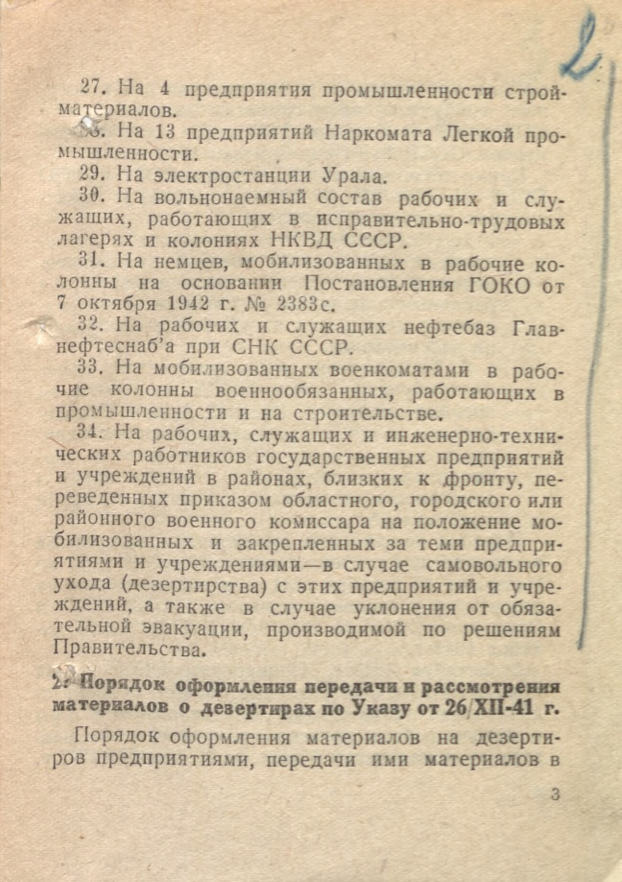 2
27. На 4 предприятия промышленности строй-
материалов.
28. На 13 предприятий Наркомата Легкой про-
мышленности.
29. На электростанции Урала.
30. На вольнонаемный состав рабочих и слу-
жащих, работающих в исправительно-трудовых
лагерях и колониях НКВД СССР.
31. На немцев, мобилизованных в рабочие ко-
лонны на основании Постановления ГОКО от
7 октября 1942 г. № 2383с.
32. На рабочих и служащих нефтебаз Глав-
нефтеснаб'а при СНК СССР.
33. На мобилизованных военкоматами в рабо-
чие колонны военнообязанных, работающих в
промышленности и на строительстве.
34. На рабочих, служащих и инженерно-техни-
ческих работников государственных предприятий
и учреждений в районах, близких к фронту, пе-
реведенных приказом областного, городского или
районного военного комиссара на положение мо-
билизованных и закрепленных за теми предпри-
ятиями и учреждениями—в случае самовольного
ухода (дезертирства) с этих предприятий и учре-
ждений, а также в случае уклонения от обяза-
тельной эвакуации, производимой по решениям
Правительства.
2. Порядок оформления передачи и рассмотрения
материалов о дезертирах по Указу от 26/XII-41 г.
Порядок оформления материалов на дезерти-
ров предприятиями, передачи ими материалов в
3